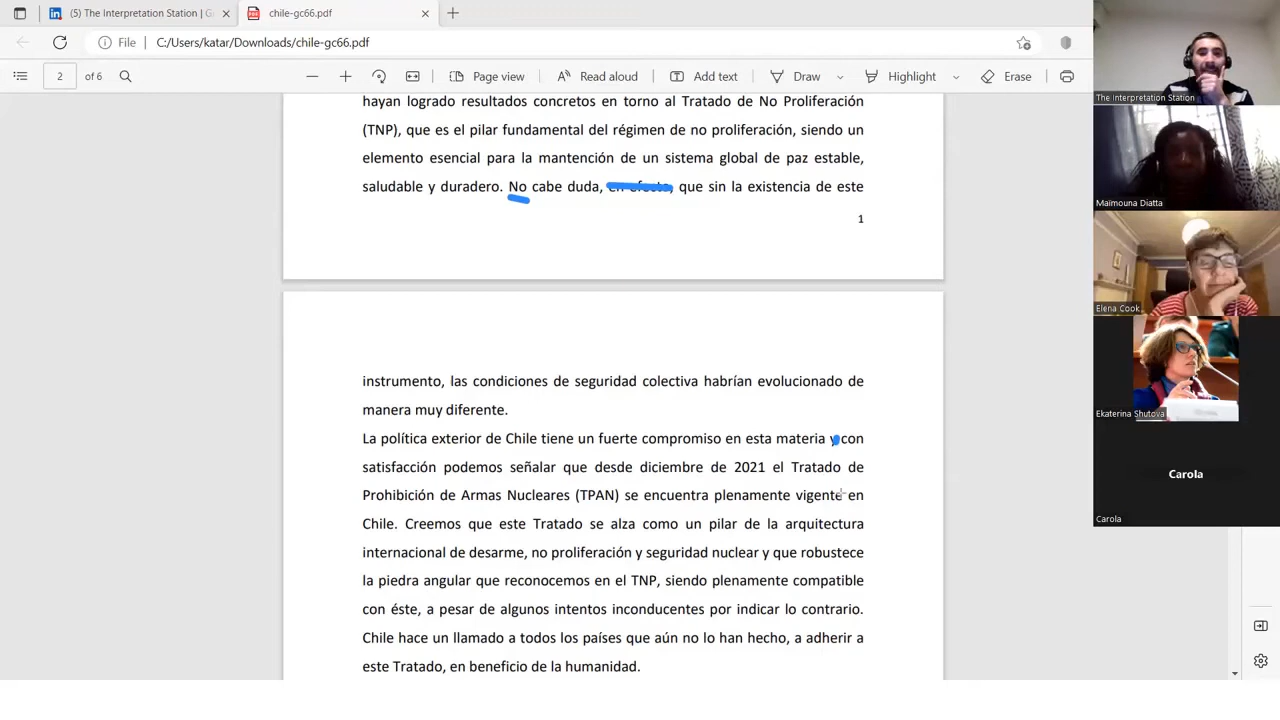 (5) The Interpretation Station | G
chile-gc66.pdf
File
C:/Users/katar/Downloads/chile-gc66.pdf
2 of 6
Page view
Read aloud
Add text
Draw
Highlight
Erase
hayan logrado resultados concretos en torno al Tratado de No Proliferación
(TNP), que es el pilar fundamental del régimen de no proliferación, siendo un
elemento esencial para la mantención de un sistema global de paz estable,
saludable y duradero. No cabe duda, en efecto, que sin la existencia de este
1
instrumento, las condiciones de seguridad colectiva habrían evolucionado de
manera muy diferente.
La política exterior de Chile tiene un fuerte compromiso en esta materia y con
satisfacción podemos señalar que desde diciembre de 2021 el Tratado de
Prohibición de Armas Nucleares (TPAN) se encuentra plenamente vigente en
Chile. Creemos que este Tratado se alza como un pilar de la arquitectura
internacional de desarme, no proliferación y seguridad nuclear y que robustece
la piedra angular que reconocemos en el TNP, siendo plenamente compatible
con éste, a pesar de algunos intentos inconducentes por indicar lo contrario.
Chile hace un llamado a todos los países que aún no lo han hecho, a adherir a
este Tratado, en beneficio de la humanidad.
The Interpretation Station
Maïmouna Diatta
Elena Cook
Ekaterina Shutova
Carola
Carola